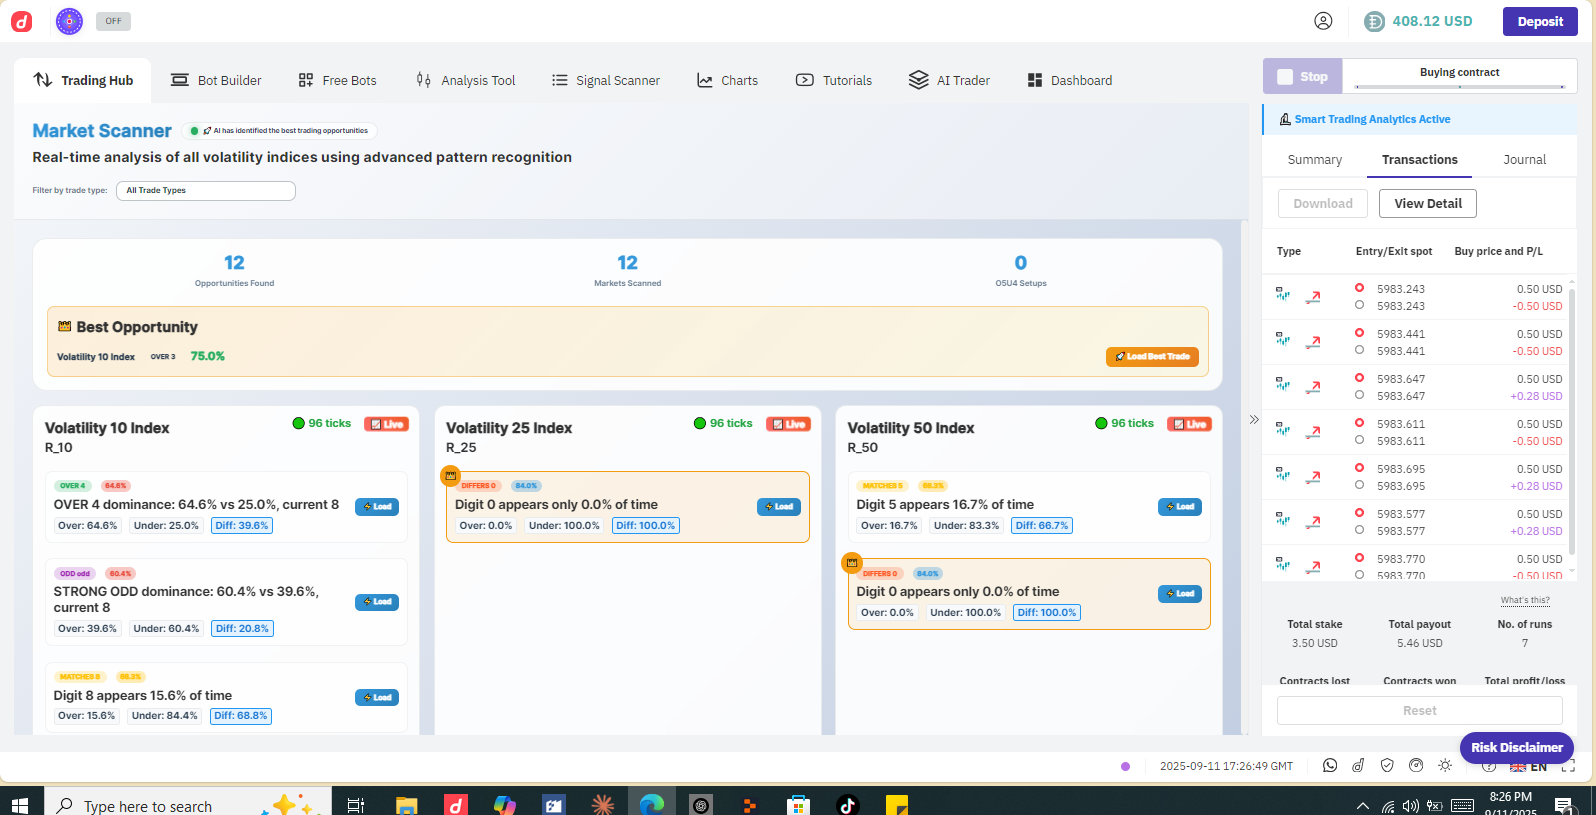 OFF
408.12 USD
Deposit
Trading Hub
Bot Builder
Free Bots
Analysis Tool
Signal Scanner
Charts
Tutorials
AI Trader
Dashboard
Stop
Buying contract
Market Scanner
AI has identified the best trading opportunities
Real-time analysis of all volatility indices using advanced pattern recognition
Filter by trade type:
All Trade Types
Smart Trading Analytics Active
Summary
Transactions
Journal
Download
View Detail
12
Opportunities Found
12
Markets Scanned
0
O5U4 Setups
Best Opportunity
Volatility 10 Index OVER 3 75.0%
Load Best Trade
Volatility 10 Index
96 ticks
Live
R_10
OVER 4 64.6%
OVER 4 dominance: 64.6% vs 25.0%, current 8
Load
Over: 64.6% Under: 25.0% Diff: 39.6%
ODD odd 60.4%
STRONG ODD dominance: 60.4% vs 39.6%,
current 8
Load
Over: 39.6% Under: 60.4% Diff: 20.8%
MATCHES 8
Digit 8 appears 15.6% of time
Load
Over: 15.6% Under: 84.4% Diff: 68.8%
Volatility 25 Index
96 ticks
Live
R_25
DIFFERS 0 84.0%
Digit 0 appears only 0.0% of time
Load
Over: 0.0% Under: 100.0% Diff: 100.0%
Volatility 50 Index
96 ticks
Live
R_50
MATCHES 5
Digit 5 appears 16.7% of time
Load
Over: 16.7% Under: 83.3% Diff: 66.7%
DIFFERS 0 84.0%
Digit 0 appears only 0.0% of time
Load
Over: 0.0% Under: 100.0% Diff: 100.0%
Type Entry/Exit spot Buy price and P/L
5983.243 0.50 USD
5983.243 -0.50 USD
5983.441 0.50 USD
5983.441 -0.50 USD
5983.647 0.50 USD
5983.647 +0.28 USD
5983.611 0.50 USD
5983.611 -0.50 USD
5983.695 0.50 USD
5983.695 +0.28 USD
5983.577 0.50 USD
5983.577 +0.28 USD
5983.770 0.50 USD
5983.770 -0.50 USD
What's this?
Total stake Total payout No. of runs
3.50 USD 5.46 USD 7
Contracts lost Contracts won Total profit/loss
Reset
Risk Disclaimer
2025-09-11 17:26:49 GMT
EN
Type here to search
8:26 PM
9/11/2025